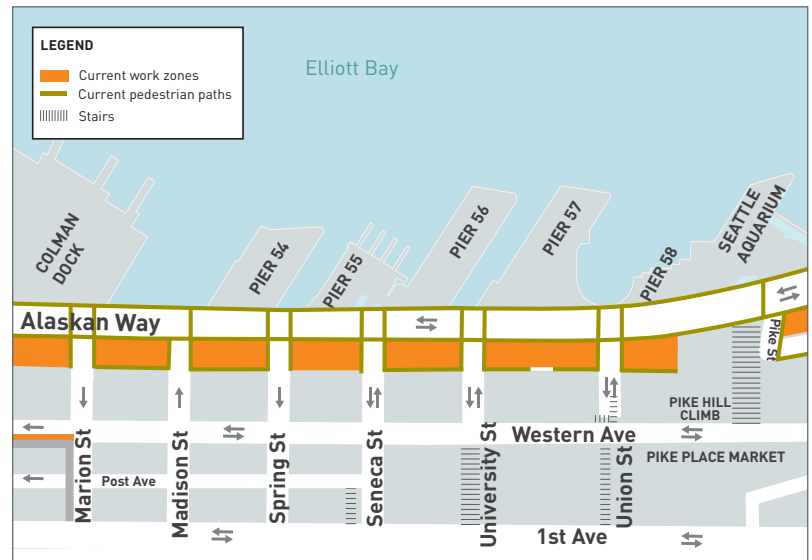 LEGEND
Current work zones
Current pedestrian paths
Stairs
Elliott Bay
COLMAN
DOCK
PIER 54
PIER 55
PIER 56
PIER 57
PIER 58
SEATTLE
AQUARIUM
Alaskan Way
Pike St
PIKE HILL
CLIMB
Western Ave
PIKE PLACE MARKET
Marion St
Madison St
Spring St
Seneca St
University St
Union St
Post Ave
1st Ave